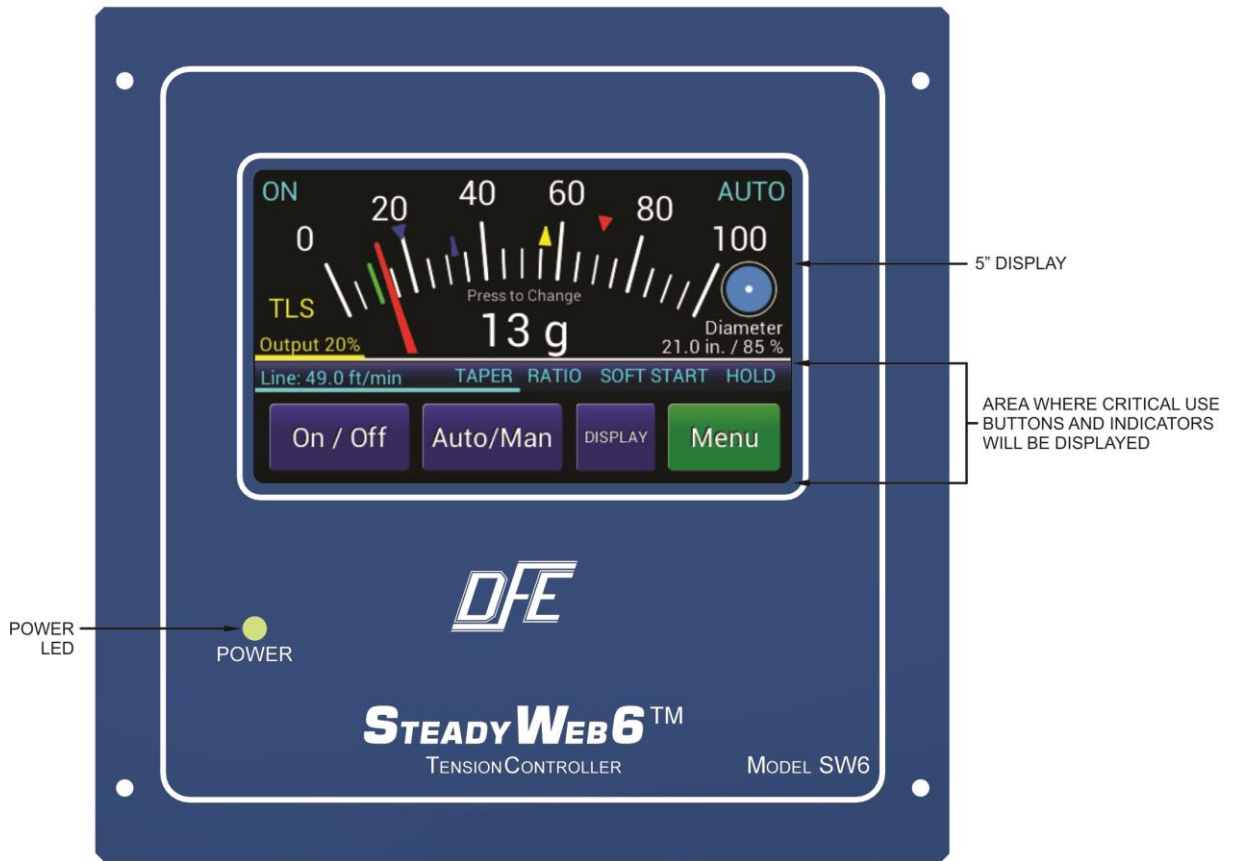 ON
AUTO
0 20 40 60 80 100
Press to Change
TLS
13 g
Diameter
Output 20%
21.0 in. / 85 %
Line: 49.0 ft/min TAPER RATIO SOFT START HOLD
On / Off Auto/Man DISPLAY Menu
5" DISPLAY
AREA WHERE CRITICAL USE
BUTTONS AND INDICATORS
WILL BE DISPLAYED
DFE
POWER
LED
POWER
STEADYWEB6™
TENSIONCONTROLLER
MODEL SW6